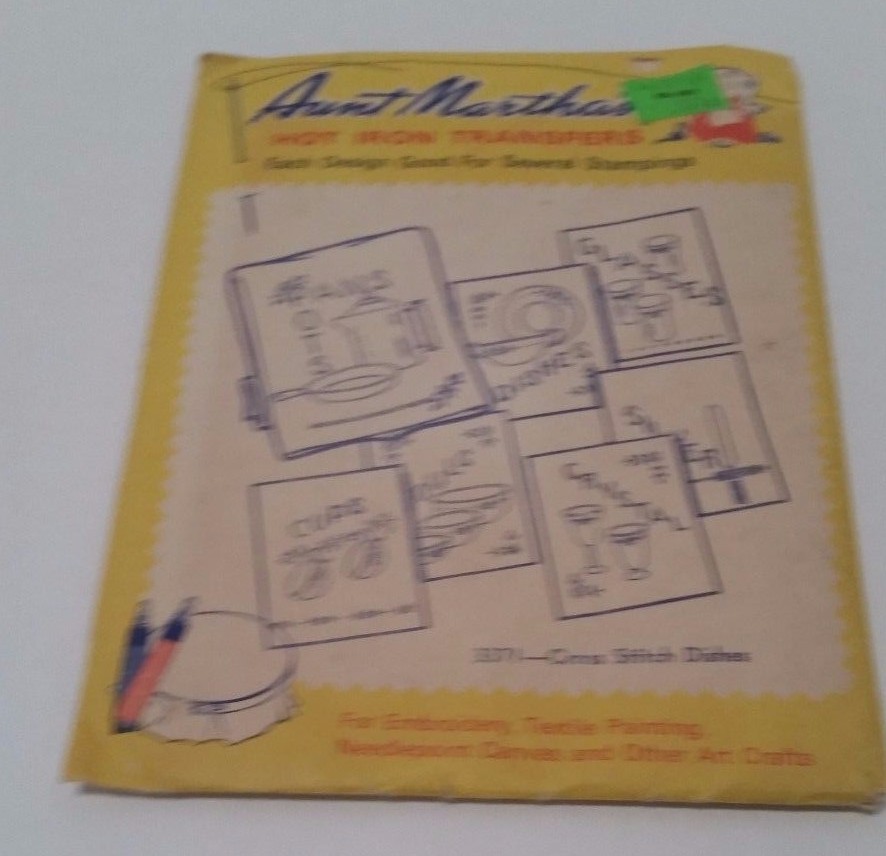 Aunt Martha's
HOT IRON TRANSFERS
Each Design Good For Several Stampings
GLASSES
DISHES
SILVER
CRYSTAL
CUPS
3371—Cross Stitch Dishes
For Embroidery, Textile Painting,
Needlepoint Canvas and Other Art Crafts